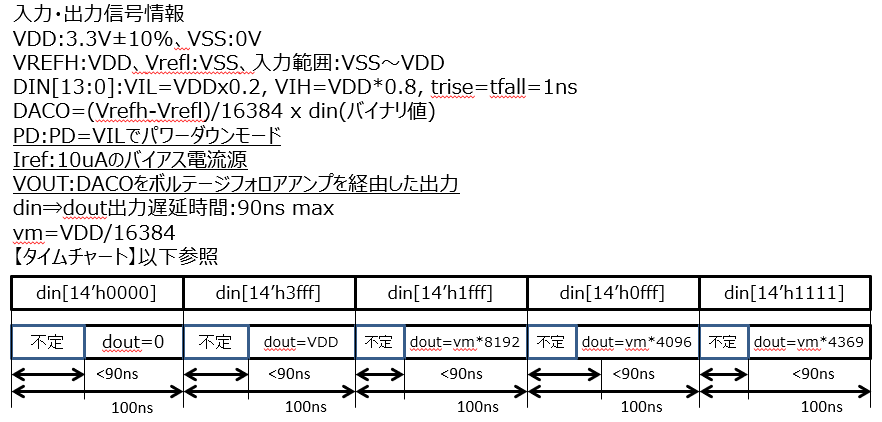 入力・出力信号情報
VDD:3.3V±10%、VSS:0V
VREFH:VDD、Vrefl:VSS、入力範囲:VSS～VDD
DIN[13:0]:VIL=VDDx0.2, VIH=VDD*0.8, trise=tfall=1ns
DACO=(Vrefh-Vrefl)/16384 x din(バイナリ値)
PD:PD=VILでパワーダウンモード
Iref:10uAのバイアス電流源
VOUT:DACOをボルテージフォロアアンプを経由した出力
din⇒dout出力遅延時間:90ns max
vm=VDD/16384
【タイムチャート】以下参照
din[14’h0000] din[14’h3fff] din[14’h1fff] din[14’h0fff] din[14’h1111]
不定 dout=0 不定 dout=VDD 不定 dout=vm*8192 不定 dout=vm*4096 不定 dout=vm*4369
<90ns <90ns <90ns <90ns <90ns
100ns 100ns 100ns 100ns 100ns